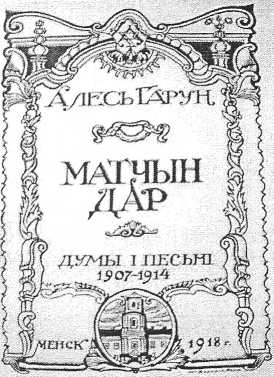 АЛЕСЬ ГАРУН.
МАТЧЫН
ДАР
ДУМЫ І ПЕСЬНІ
1907-1914
МЕНСК 1918 г.